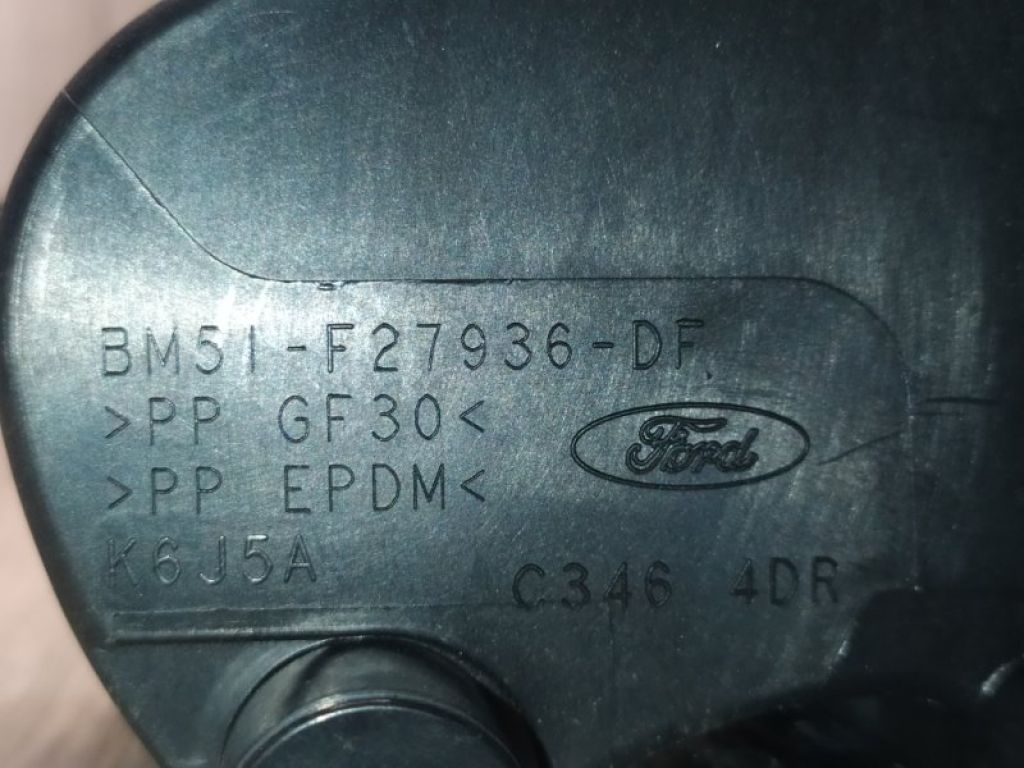 BM51-F27936-DF
>PP GF30<
>PP EPDM<
Ford
K6J5A
C346 4DR